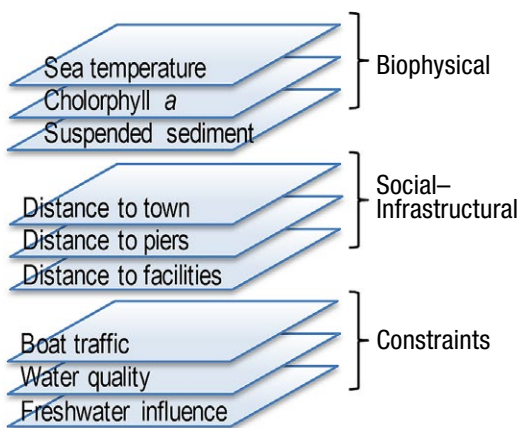 Sea temperature
Cholorphyll a
Suspended sediment
Biophysical
Distance to town
Distance to piers
Distance to facilities
Social–
Infrastructural
Boat traffic
Water quality
Freshwater influence
Constraints